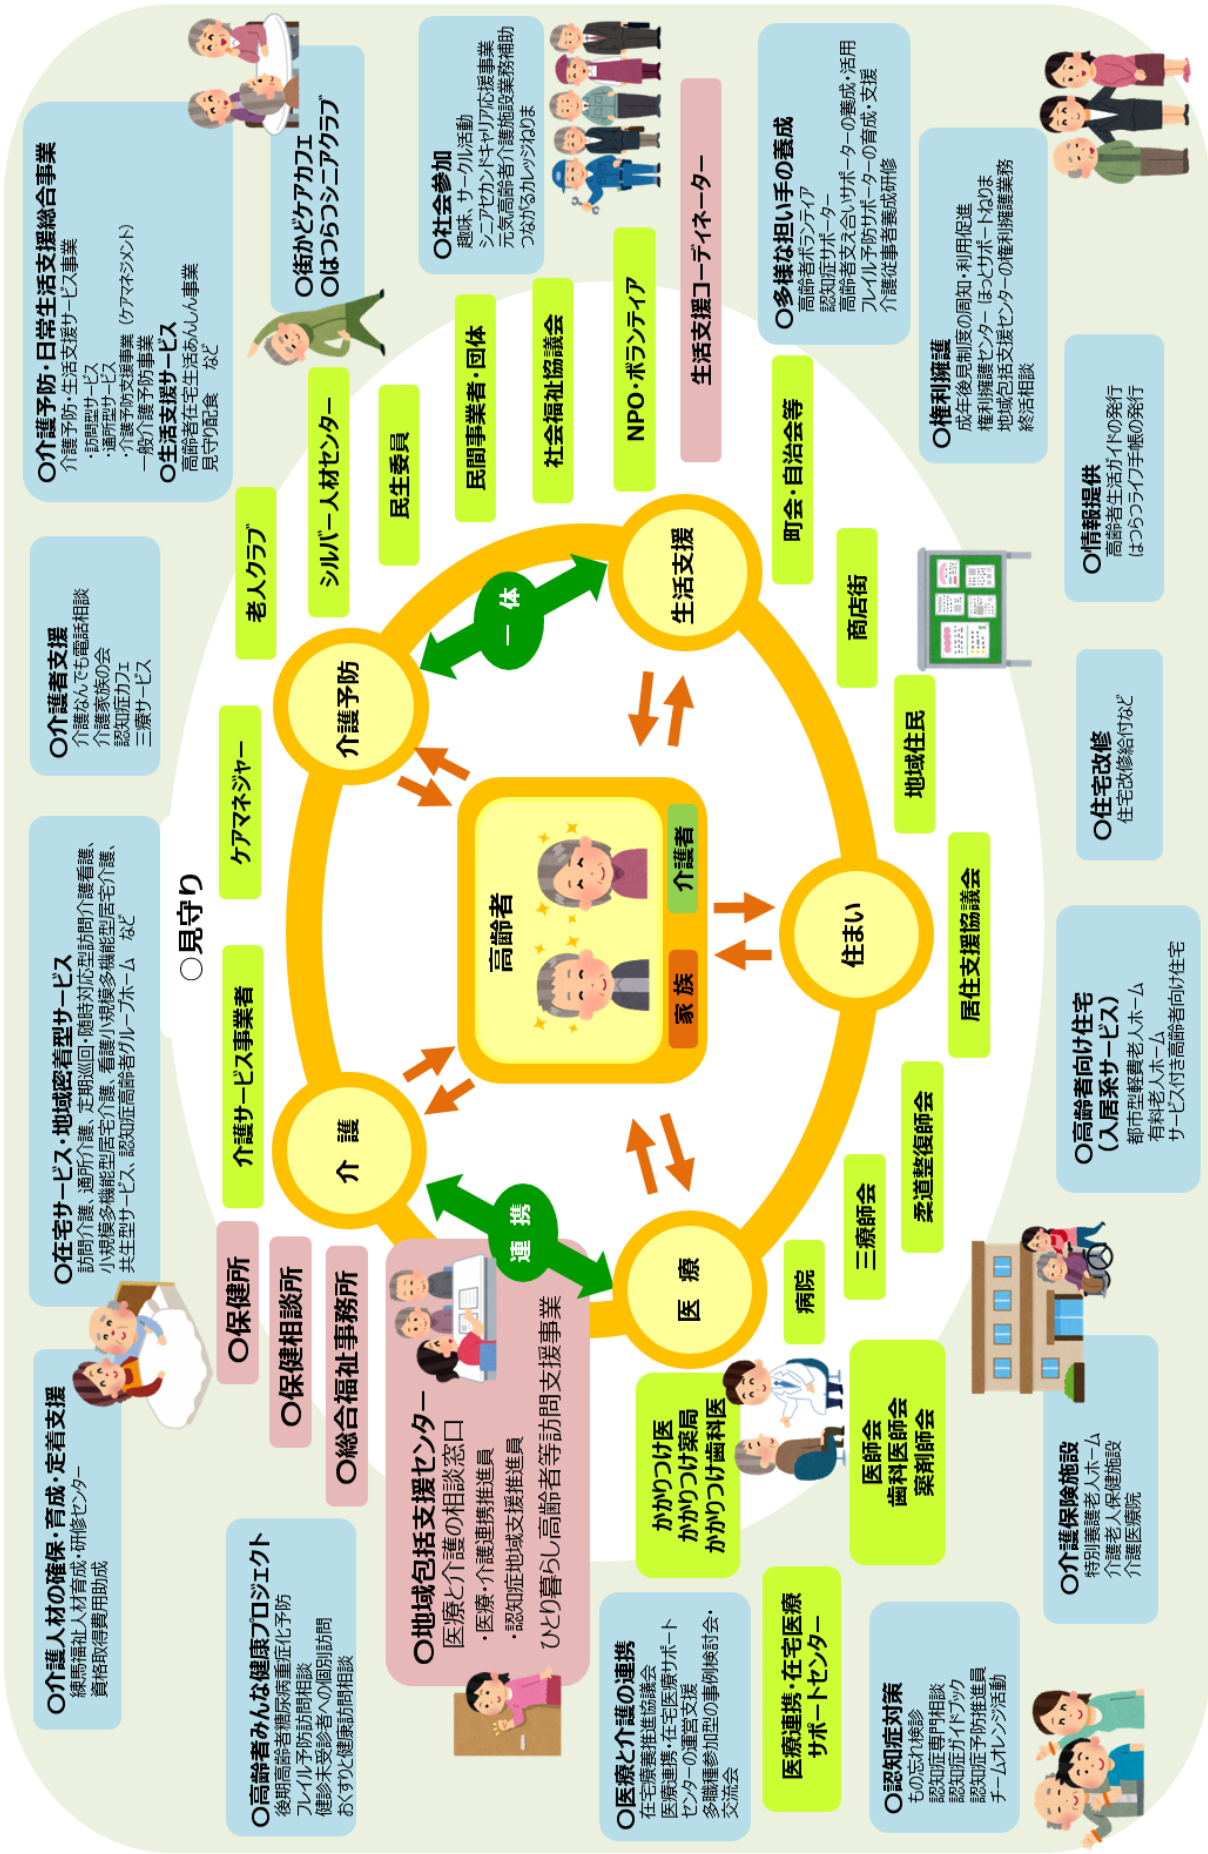 〇介護人材の確保・育成・定着支援
練馬福祉人材育成・研修センター
資格取得費用助成
〇在宅サービス・地域密着型サービス
訪問介護、通所介護、定期巡回・随時対応型訪問介護看護、
小規模多機能型居宅介護、看護小規模多機能型居宅介護、
共生型サービス、認知症高齢者グループホーム　など
〇介護者支援
介護なんでも電話相談
介護家族の会
認知症カフェ
三療サービス
〇介護予防・日常生活支援総合事業
介護予防・生活支援サービス事業
・訪問型サービス
・通所型サービス
・介護予防支援事業（ケアマネジメント）
一般介護予防事業
〇生活支援サービス
高齢者在宅生活あんしん事業
見守り配食　など
〇街かどケアカフェ
〇はつらつシニアクラブ
〇見守り
〇高齢者みんな健康プロジェクト
後期高齢者糖尿病重症化予防
フレイル予防訪問相談
健診未受診者への個別訪問
おくすりと健康訪問相談
〇保健所
〇保健相談所
〇総合福祉事務所
介護サービス事業者
ケアマネジャー
老人クラブ
シルバー人材センター
民生委員
民間事業者・団体
社会福祉協議会
NPO・ボランティア
生活支援コーディネーター
〇社会参加
趣味、サークル活動
シニアセカンドキャリア応援事業
元気高齢者介護施設業務補助
つながるカレッジねりま
〇地域包括支援センター
医療と介護の相談窓口
・医療・介護連携推進員
・認知症地域支援推進員
ひとり暮らし高齢者等訪問支援事業
介 護
介護予防
連 携
一 体
高齢者
家 族
介護者
医 療
生活支援
住まい
〇医療と介護の連携
在宅療養推進協議会
医療連携・在宅医療サポート
センターの運営支援
多職種参加型の事例検討会・
交流会
かかりつけ医
かかりつけ薬局
かかりつけ歯科医
病院
三療師会
柔道整復師会
居住支援協議会
地域住民
商店街
町会・自治会等
〇多様な担い手の養成
高齢者ボランティア
認知症サポーター
高齢者支え合いサポーターの養成・活用
フレイル予防サポーターの育成・支援
介護従事者養成研修
医療連携・在宅医療
サポートセンター
医師会
歯科医師会
薬剤師会
〇権利擁護
成年後見制度の周知・利用促進
権利擁護センター ほっとサポートねりま
地域包括支援センターの権利擁護業務
終活相談
〇認知症対策
もの忘れ検診
認知症専門相談
認知症ガイドブック
認知症予防推進員
チームオレンジ活動
〇介護保険施設
特別養護老人ホーム
介護老人保健施設
介護医療院
〇高齢者向け住宅
（入居系サービス）
都市型軽費老人ホーム
有料老人ホーム
サービス付き高齢者向け住宅
〇住宅改修
住宅改修給付など
〇情報提供
高齢者生活ガイドの発行
はつらつライフ手帳の発行